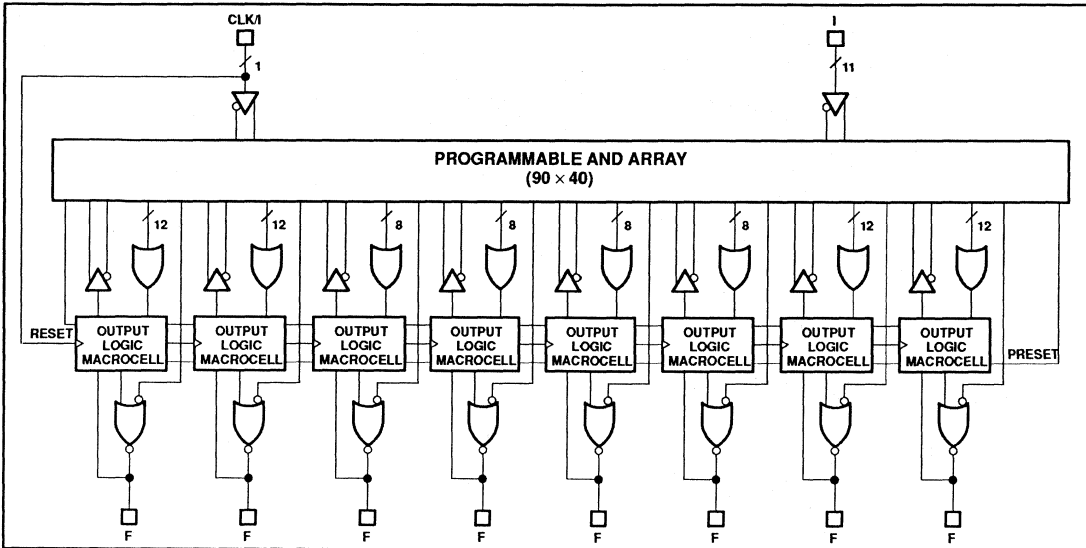 CLK/I I
1 11
PROGRAMMABLE AND ARRAY
(90 × 40)
12 12 8 8 8 8 12 12
RESET
OUTPUT LOGIC MACROCELL
OUTPUT LOGIC MACROCELL
OUTPUT LOGIC MACROCELL
OUTPUT LOGIC MACROCELL
OUTPUT LOGIC MACROCELL
OUTPUT LOGIC MACROCELL
OUTPUT LOGIC MACROCELL
OUTPUT LOGIC MACROCELL
PRESET
F F F F F F F F